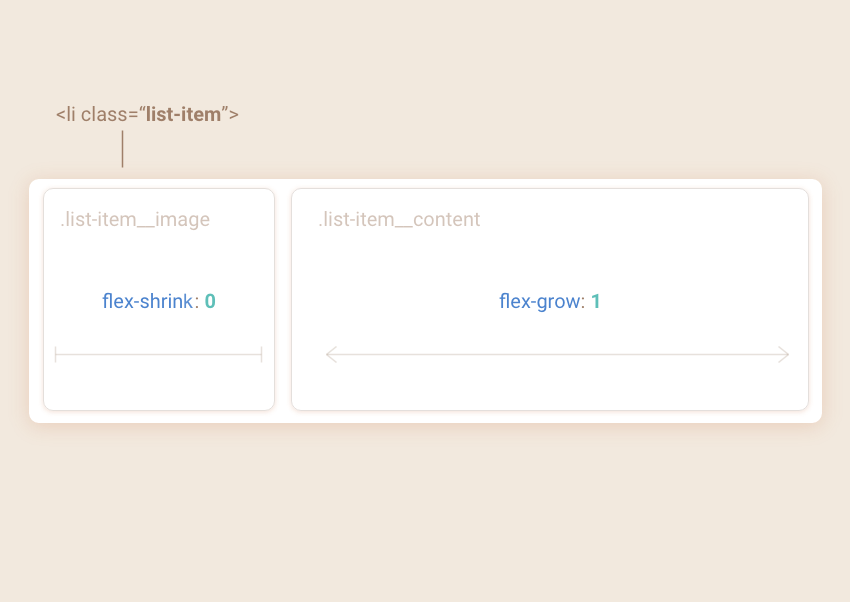 <li class=“list-item”>
.list-item__image
.list-item__content
flex-shrink: 0
flex-grow: 1